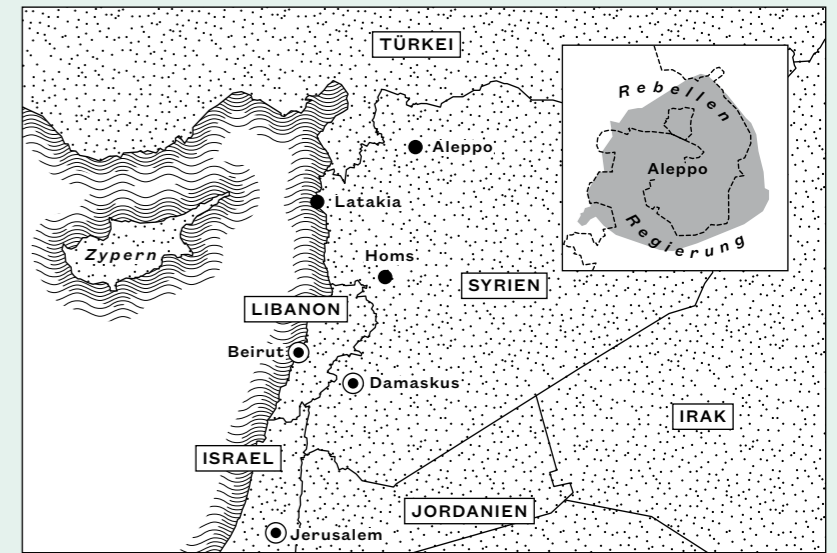 TÜRKEI
Rebellen
Aleppo
Aleppo
Latakia
Regierung
Zypern
Homs
SYRIEN
LIBANON
Beirut
Damaskus
IRAK
ISRAEL
JORDANIEN
Jerusalem